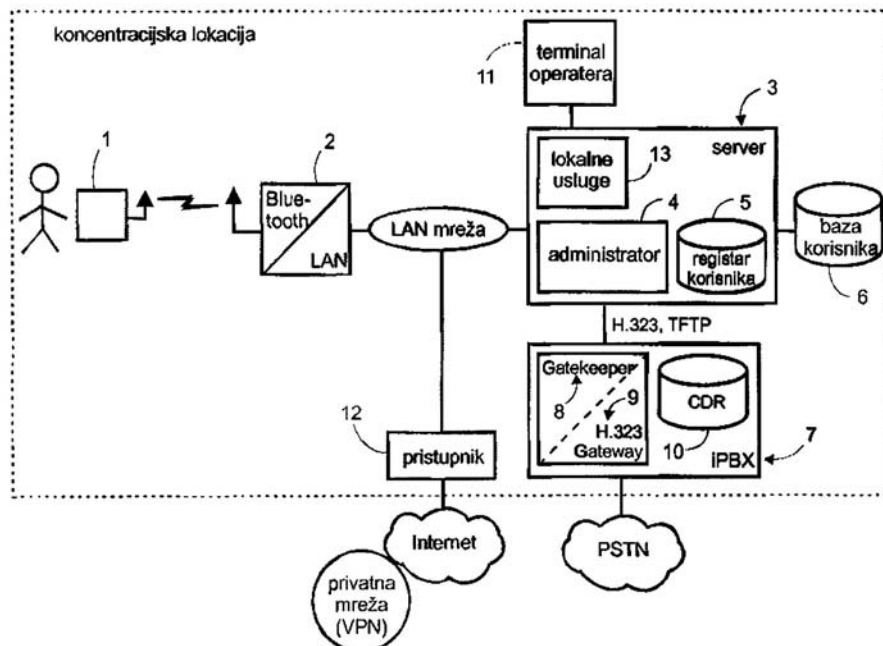 koncentracijska lokacija
terminal
operatera
11
3
1
2
lokalne
usluge
13
server
Blue-
tooth
LAN
LAN mreža
4
5
administrator
registar
korisnika
baza
korisnika
6
H.323, TFTP
Gatekeeper
8
9
H.323
Gateway
CDR
10
7
iPBX
12
pristupnik
Internet
PSTN
privatna
mreža
(VPN)